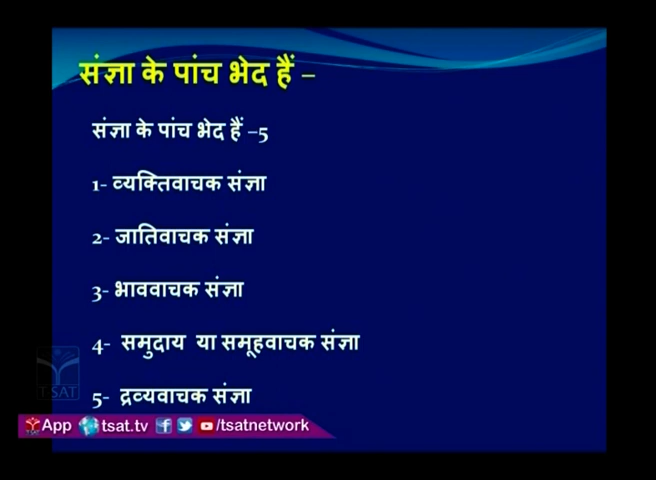 संज्ञा के पांच भेद हैं –
संज्ञा के पांच भेद हैं –5
1- व्यक्तिवाचक संज्ञा
2- जातिवाचक संज्ञा
3- भाववाचक संज्ञा
4- समुदाय या समूहवाचक संज्ञा
T SAT
5- द्रव्यवाचक संज्ञा
App tsat.tv /tsatnetwork